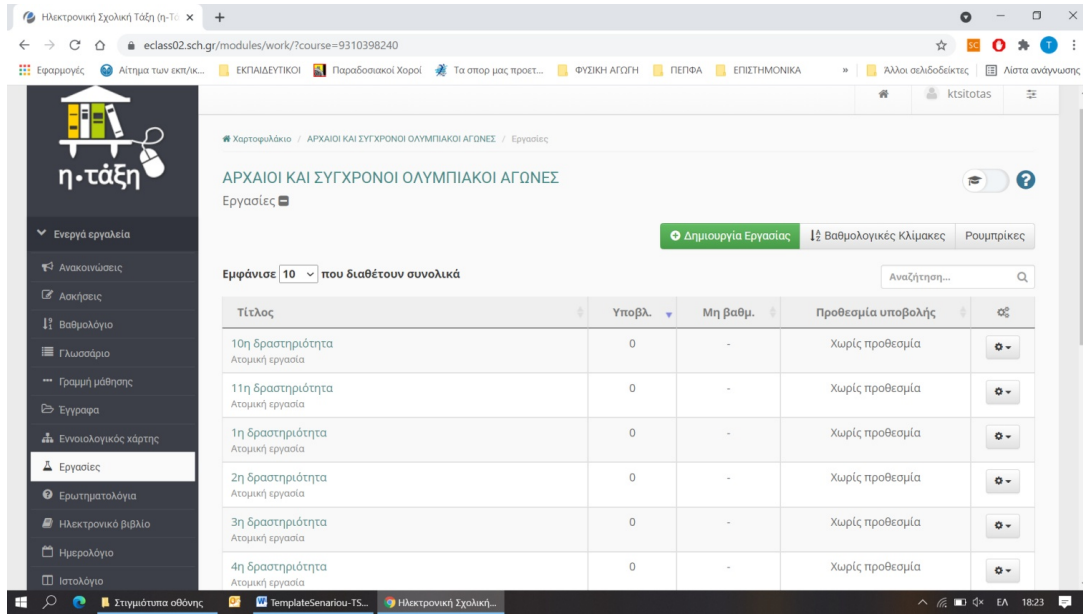 Ηλεκτρονική Σχολική Τάξη (η-Τά
eclass02.sch.gr/modules/work/?course=9310398240
Εφαρμογές Αίτημα των εκπ/ικ... ΕΚΠΑΙΔΕΥΤΙΚΟΙ Παραδοσιακοί Χοροί Τα σπορ μας προετ... ΦΥΣΙΚΗ ΑΓΩΓΗ ΠΕΠΦΑ ΕΠΙΣΤΗΜΟΝΙΚΑ » Άλλοι σελιδοδείκτες Λίστα ανάγνωσης
ktsitotas
η·τάξη
Χαρτοφυλάκιο / ΑΡΧΑΙΟΙ ΚΑΙ ΣΥΓΧΡΟΝΟΙ ΟΛΥΜΠΙΑΚΟΙ ΑΓΩΝΕΣ / Εργασίες
ΑΡΧΑΙΟΙ ΚΑΙ ΣΥΓΧΡΟΝΟΙ ΟΛΥΜΠΙΑΚΟΙ ΑΓΩΝΕΣ
Εργασίες
Δημιουργία Εργασίας Βαθμολογικές Κλίμακες Ρουμπρίκες
Ενεργά εργαλεία
Ανακοινώσεις
Ασκήσεις
Βαθμολόγιο
Γλωσσάριο
Γραμμή μάθησης
Έγγραφα
Εννοιολογικός χάρτης
Εργασίες
Ερωτηματολόγια
Ηλεκτρονικό βιβλίο
Ημερολόγιο
Ιστολόγιο
Εμφάνισε 10 που διαθέτουν συνολικά
Αναζήτηση...
Τίτλος Υποβλ. Μη βαθμ. Προθεσμία υποβολής
10η δραστηριότητα 0 - Χωρίς προθεσμία
Ατομική εργασία
11η δραστηριότητα 0 - Χωρίς προθεσμία
Ατομική εργασία
1η δραστηριότητα 0 - Χωρίς προθεσμία
Ατομική εργασία
2η δραστηριότητα 0 - Χωρίς προθεσμία
Ατομική εργασία
3η δραστηριότητα 0 - Χωρίς προθεσμία
Ατομική εργασία
4η δραστηριότητα 0 - Χωρίς προθεσμία
Ατομική εργασία
Στιγμιότυπα οθόνης TemplateSenariou-TS... Ηλεκτρονική Σχολική... ΕΛ 18:23